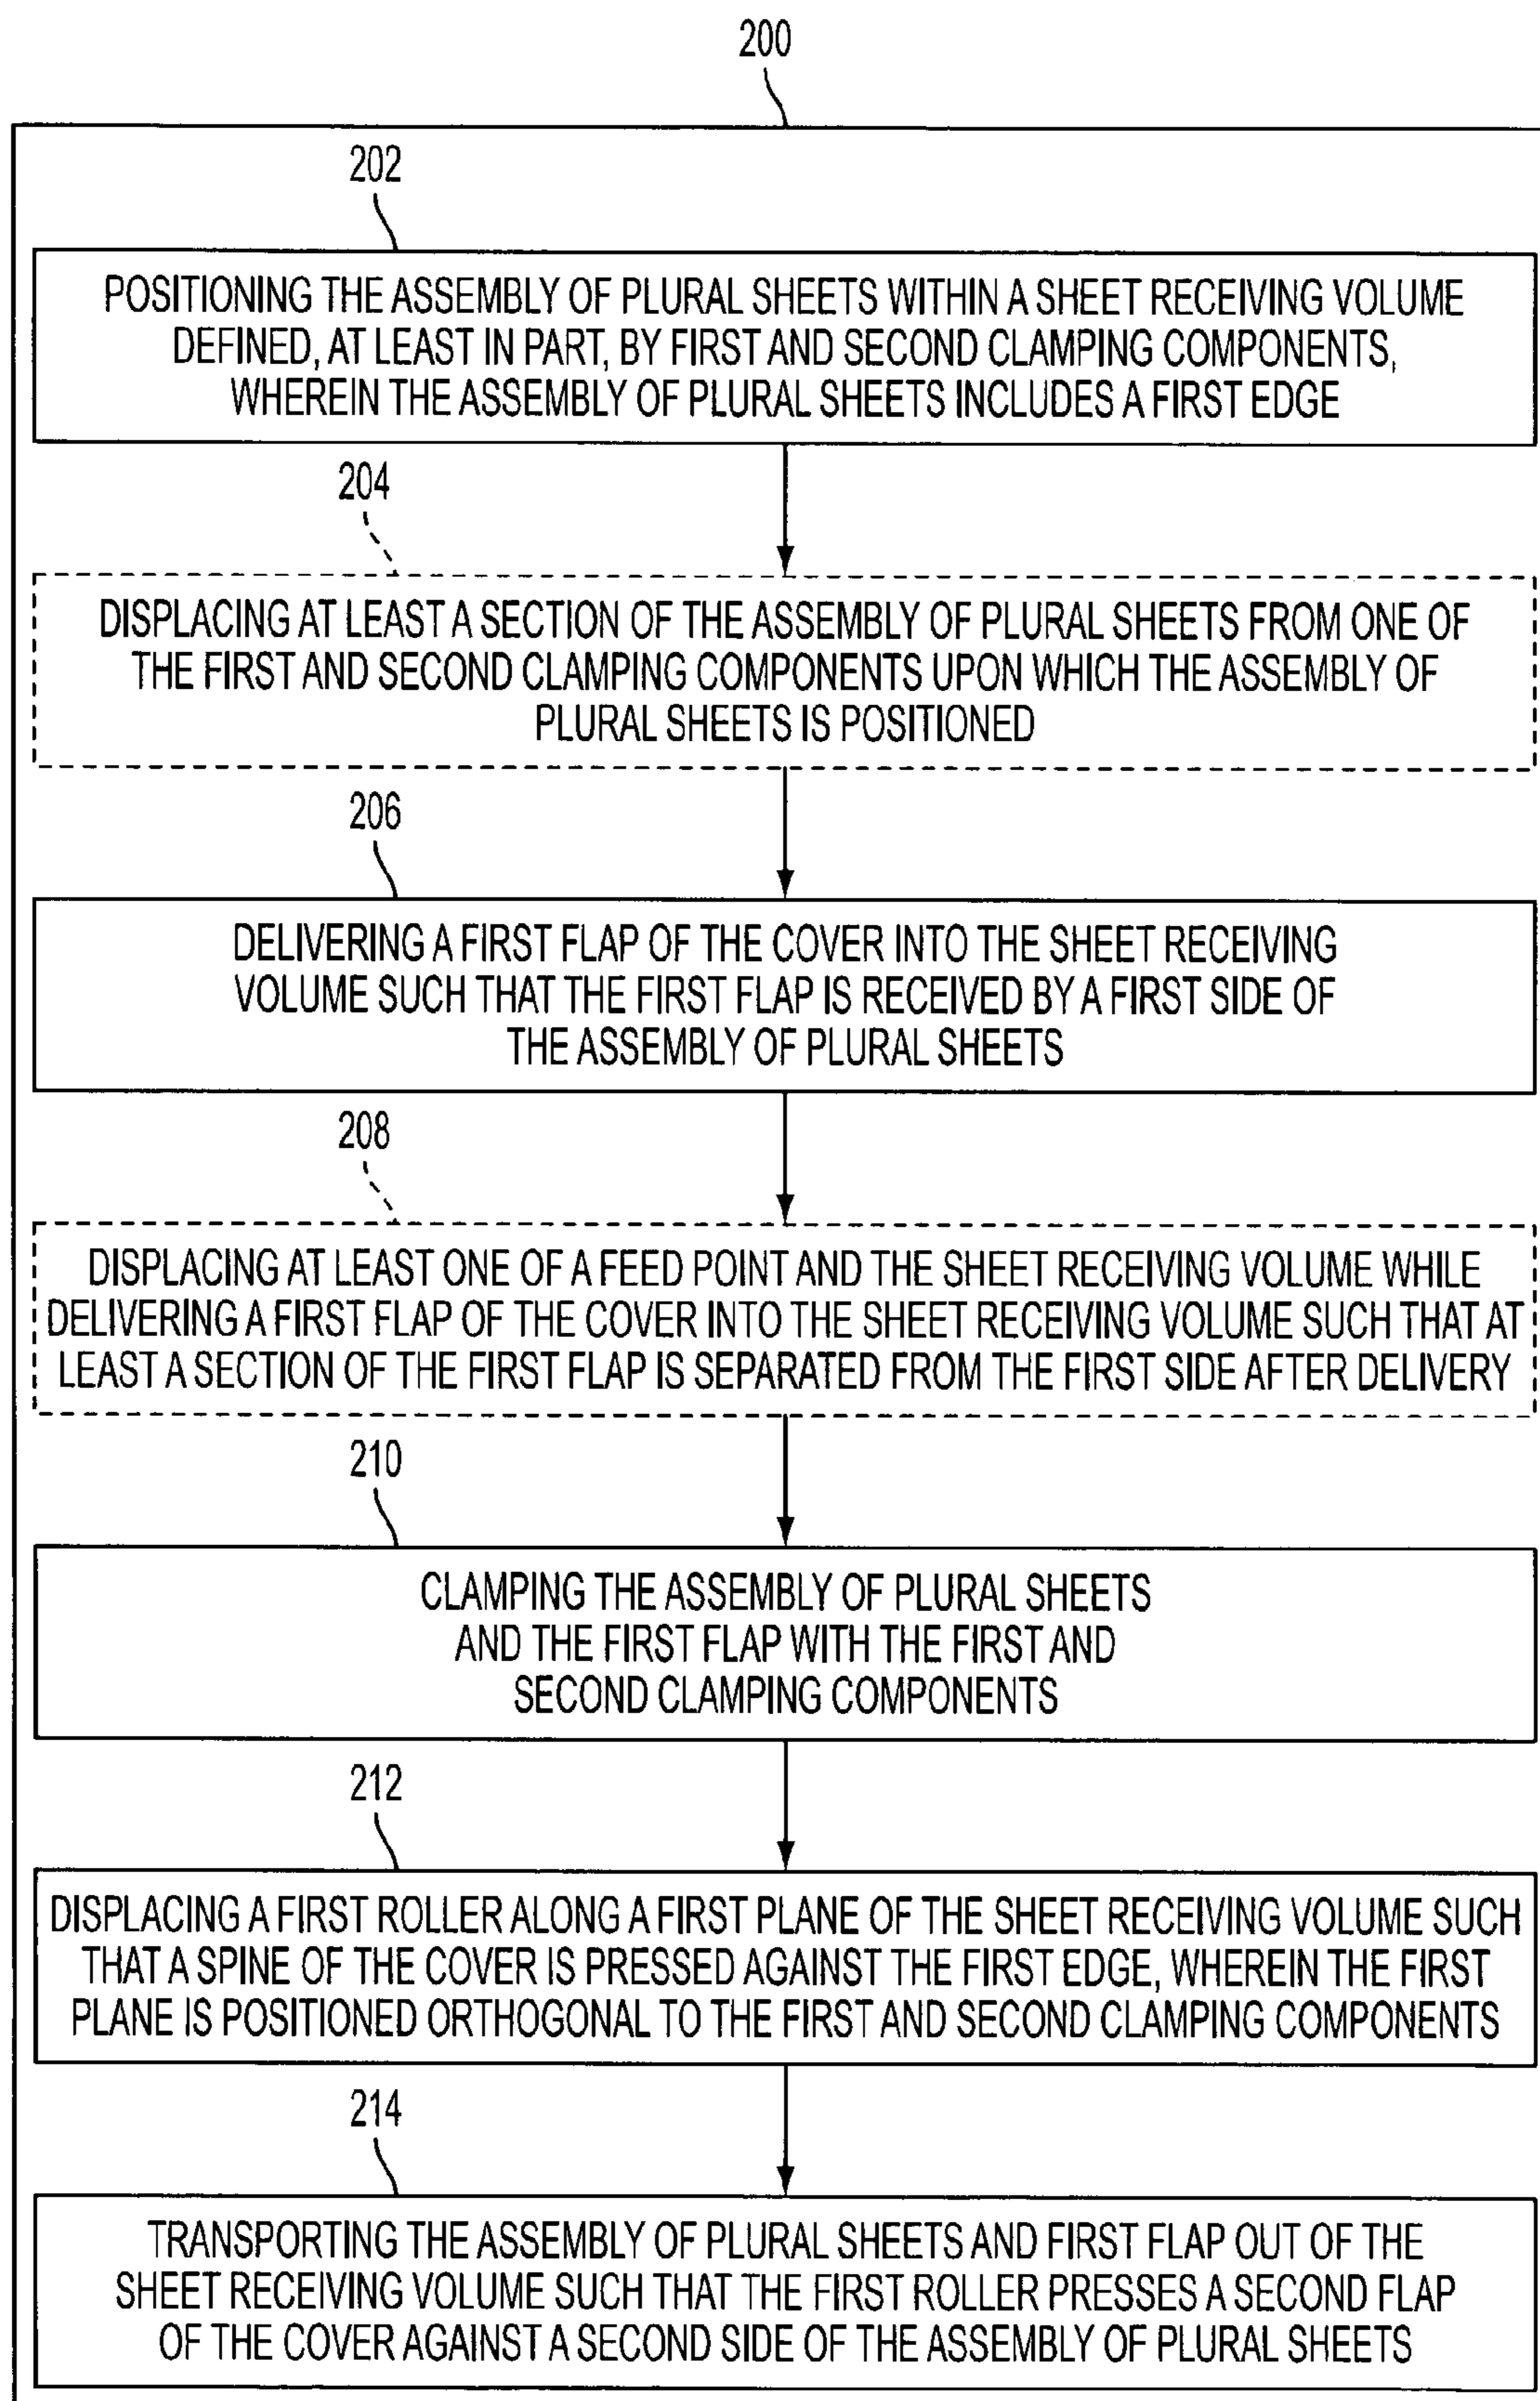 200
202
POSITIONING THE ASSEMBLY OF PLURAL SHEETS WITHIN A SHEET RECEIVING VOLUME
DEFINED, AT LEAST IN PART, BY FIRST AND SECOND CLAMPING COMPONENTS,
WHEREIN THE ASSEMBLY OF PLURAL SHEETS INCLUDES A FIRST EDGE
204
DISPLACING AT LEAST A SECTION OF THE ASSEMBLY OF PLURAL SHEETS FROM ONE OF
THE FIRST AND SECOND CLAMPING COMPONENTS UPON WHICH THE ASSEMBLY OF
PLURAL SHEETS IS POSITIONED
206
DELIVERING A FIRST FLAP OF THE COVER INTO THE SHEET RECEIVING
VOLUME SUCH THAT THE FIRST FLAP IS RECEIVED BY A FIRST SIDE OF
THE ASSEMBLY OF PLURAL SHEETS
208
DISPLACING AT LEAST ONE OF A FEED POINT AND THE SHEET RECEIVING VOLUME WHILE
DELIVERING A FIRST FLAP OF THE COVER INTO THE SHEET RECEIVING VOLUME SUCH THAT AT
LEAST A SECTION OF THE FIRST FLAP IS SEPARATED FROM THE FIRST SIDE AFTER DELIVERY
210
CLAMPING THE ASSEMBLY OF PLURAL SHEETS
AND THE FIRST FLAP WITH THE FIRST AND
SECOND CLAMPING COMPONENTS
212
DISPLACING A FIRST ROLLER ALONG A FIRST PLANE OF THE SHEET RECEIVING VOLUME SUCH
THAT A SPINE OF THE COVER IS PRESSED AGAINST THE FIRST EDGE, WHEREIN THE FIRST
PLANE IS POSITIONED ORTHOGONAL TO THE FIRST AND SECOND CLAMPING COMPONENTS
214
TRANSPORTING THE ASSEMBLY OF PLURAL SHEETS AND FIRST FLAP OUT OF THE
SHEET RECEIVING VOLUME SUCH THAT THE FIRST ROLLER PRESSES A SECOND FLAP
OF THE COVER AGAINST A SECOND SIDE OF THE ASSEMBLY OF PLURAL SHEETS